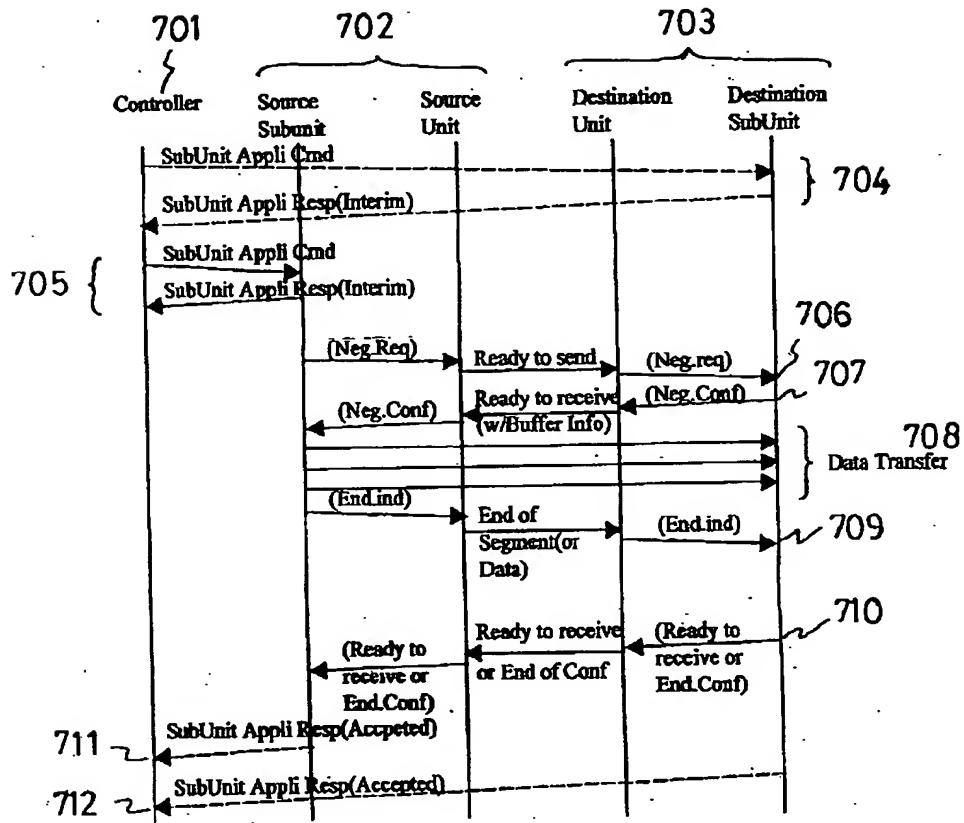 701
702
703
Controller
Source
Subunit
Source
Unit
Destination
Unit
Destination
SubUnit
SubUnit Appli Cmd
704
SubUnit Appli Resp(Interim)
SubUnit Appli Cmd
705
SubUnit Appli Resp(Interim)
706
(Neg.Req)
Ready to send
(Neg.req)
707
(Neg.Conf)
Ready to receive
(w/Buffer Info)
(Neg.Conf)
708
Data Transfer
(End.ind)
End of
Segment(or
Data)
(End.ind)
709
710
(Ready to
receive or
End.Conf)
Ready to receive
or End of Conf
(Ready to
receive or
End.Conf)
SubUnit Appli Resp(Accpeted)
711
SubUnit Appli Resp(Accepted)
712